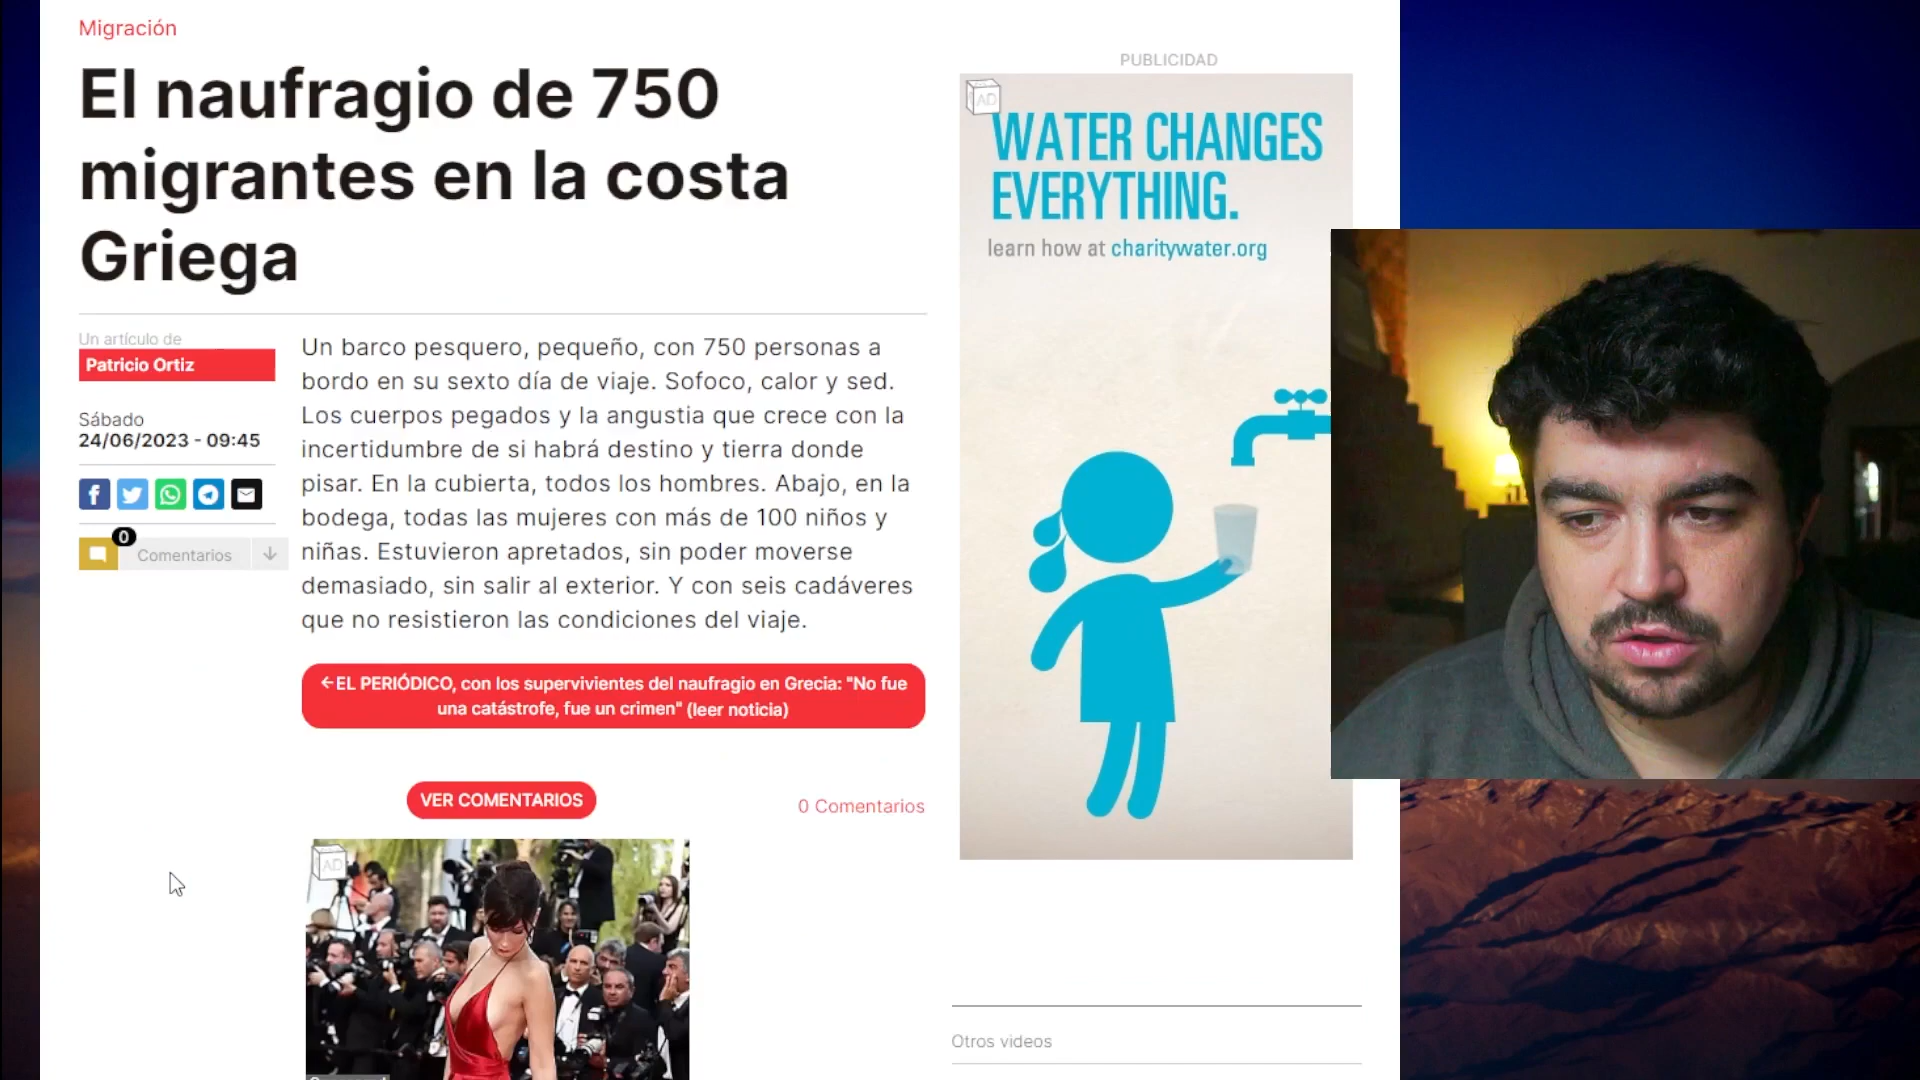 Migración
El naufragio de 750
migrantes en la costa
Griega
Un artículo de
Patricio Ortiz
Sábado
24/06/2023 - 09:45
0
Comentarios
Un barco pesquero, pequeño, con 750 personas a
bordo en su sexto día de viaje. Sofoco, calor y sed.
Los cuerpos pegados y la angustia que crece con la
incertidumbre de si habrá destino y tierra donde
pisar. En la cubierta, todos los hombres. Abajo, en la
bodega, todas las mujeres con más de 100 niños y
niñas. Estuvieron apretados, sin poder moverse
demasiado, sin salir al exterior. Y con seis cadáveres
que no resistieron las condiciones del viaje.
←EL PERIÓDICO, con los supervivientes del naufragio en Grecia: "No fue
una catástrofe, fue un crimen" (leer noticia)
VER COMENTARIOS
0 Comentarios
AD
PUBLICIDAD
AD
WATER CHANGES
EVERYTHING.
learn how at charitywater.org
Otros videos